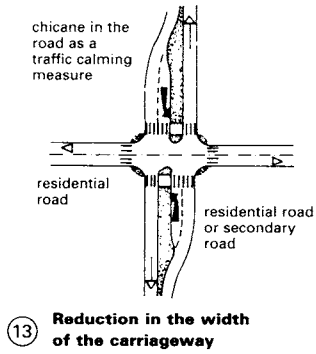 chicane in the
road as a
traffic calming
measure
residential
road
residential road
or secondary
road
13 Reduction in the width
of the carriageway